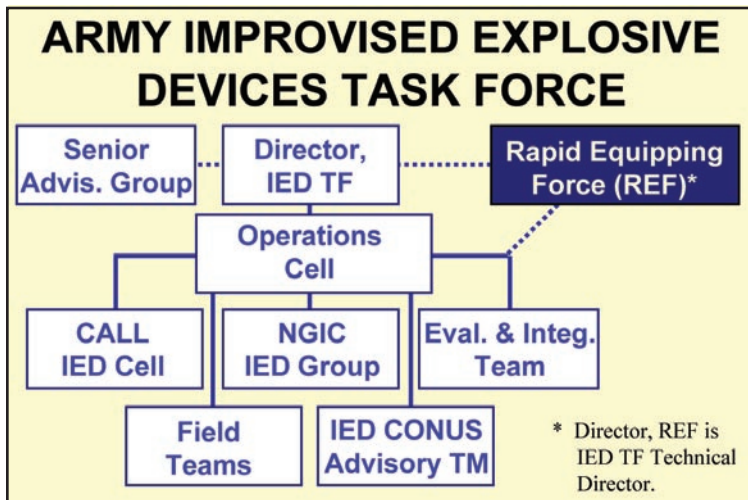 ARMY IMPROVISED EXPLOSIVE
DEVICES TASK FORCE
Senior
Advis. Group
Director,
IED TF
Rapid Equipping
Force (REF)*
Operations
Cell
CALL
IED Cell
NGIC
IED Group
Eval. & Integ.
Team
Field
Teams
IED CONUS
Advisory TM
* Director, REF is
IED TF Technical
Director.